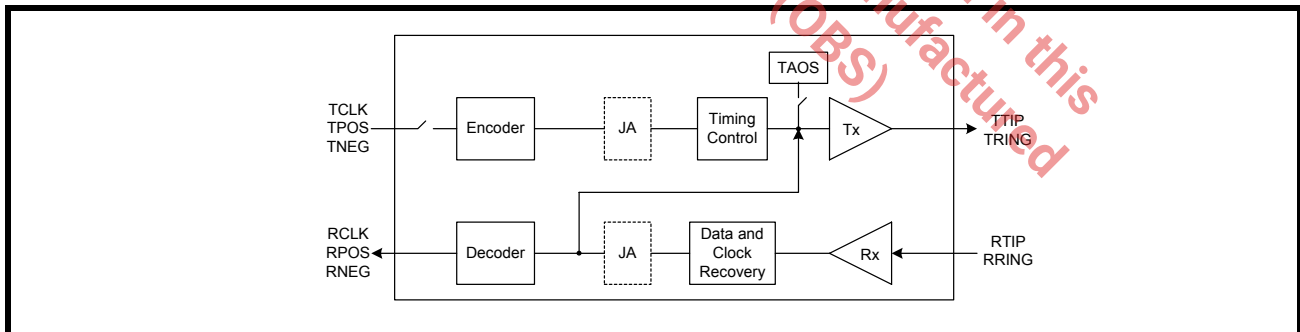 in this
nufactured
(OBS)
TAOS
TCLK
TPOS
TNEG
Encoder
JA
Timing
Control
Tx
TTIP
TRING
RCLK
RPOS
RNEG
Decoder
JA
Data and
Clock
Recovery
Rx
RTIP
RRING